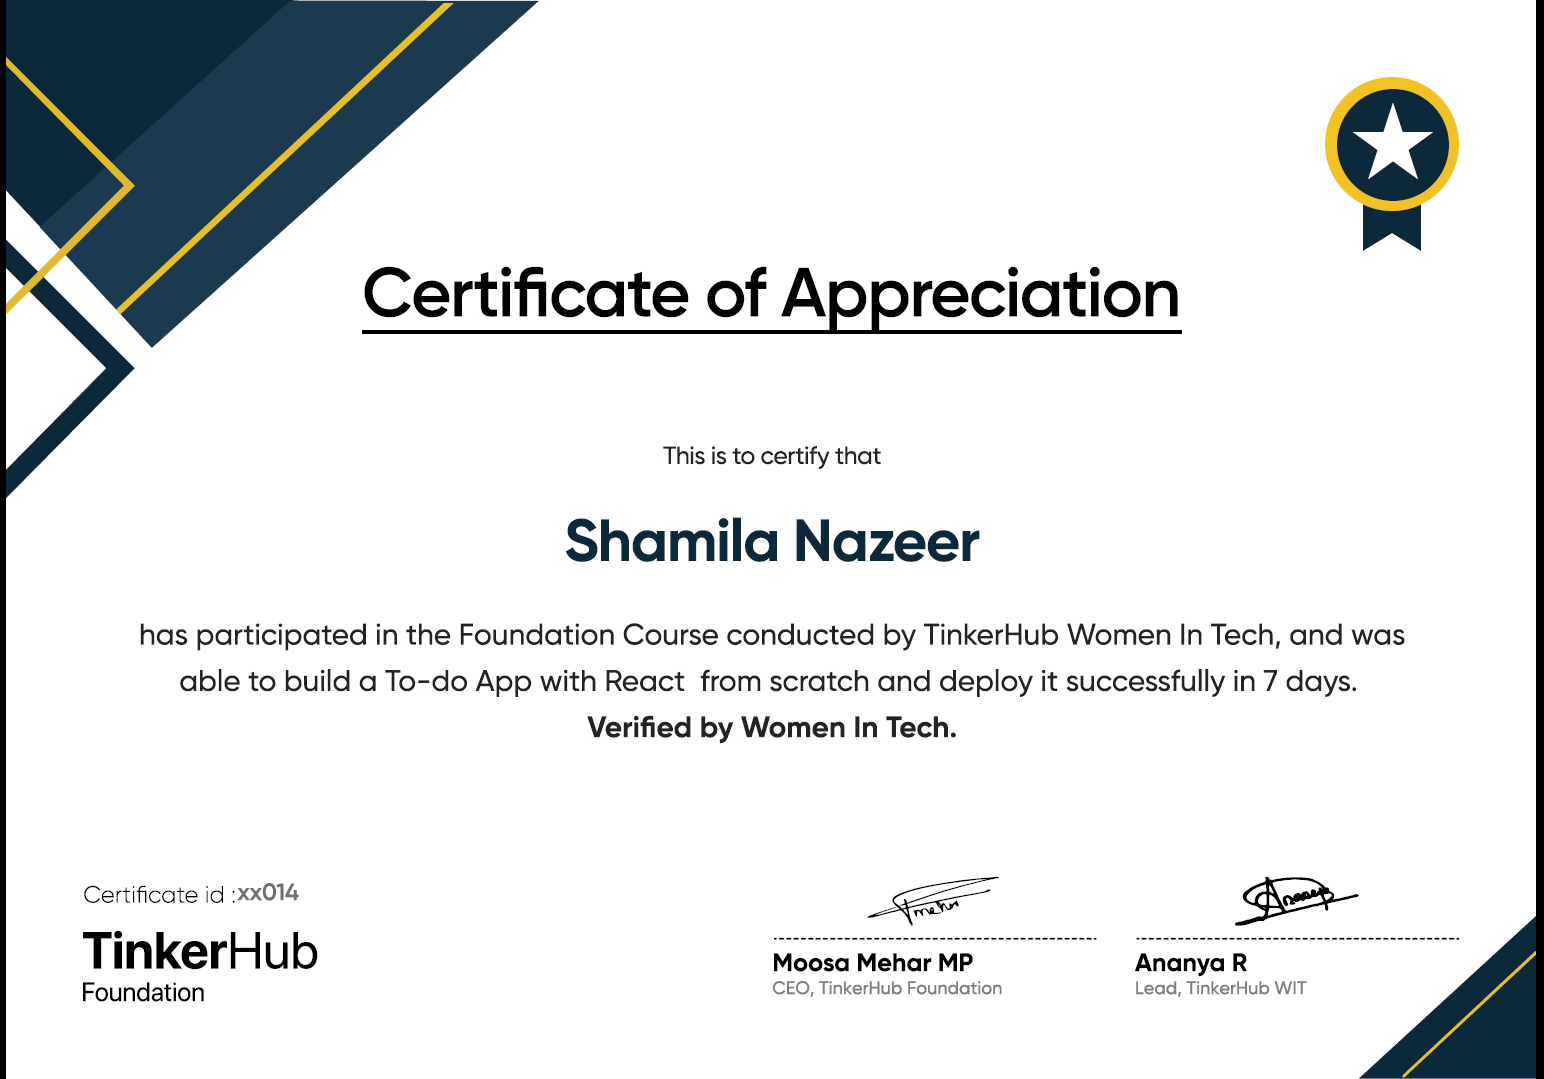 Certificate of Appreciation
This is to certify that
Shamila Nazeer
has participated in the Foundation Course conducted by TinkerHub Women In Tech, and was
able to build a To-do App with React  from scratch and deploy it successfully in 7 days.
Verified by Women In Tech.
Certificate id :xx014
TinkerHub
Foundation
Moosa Mehar MP
CEO, TinkerHub Foundation
Ananya R
Lead, TinkerHub WIT